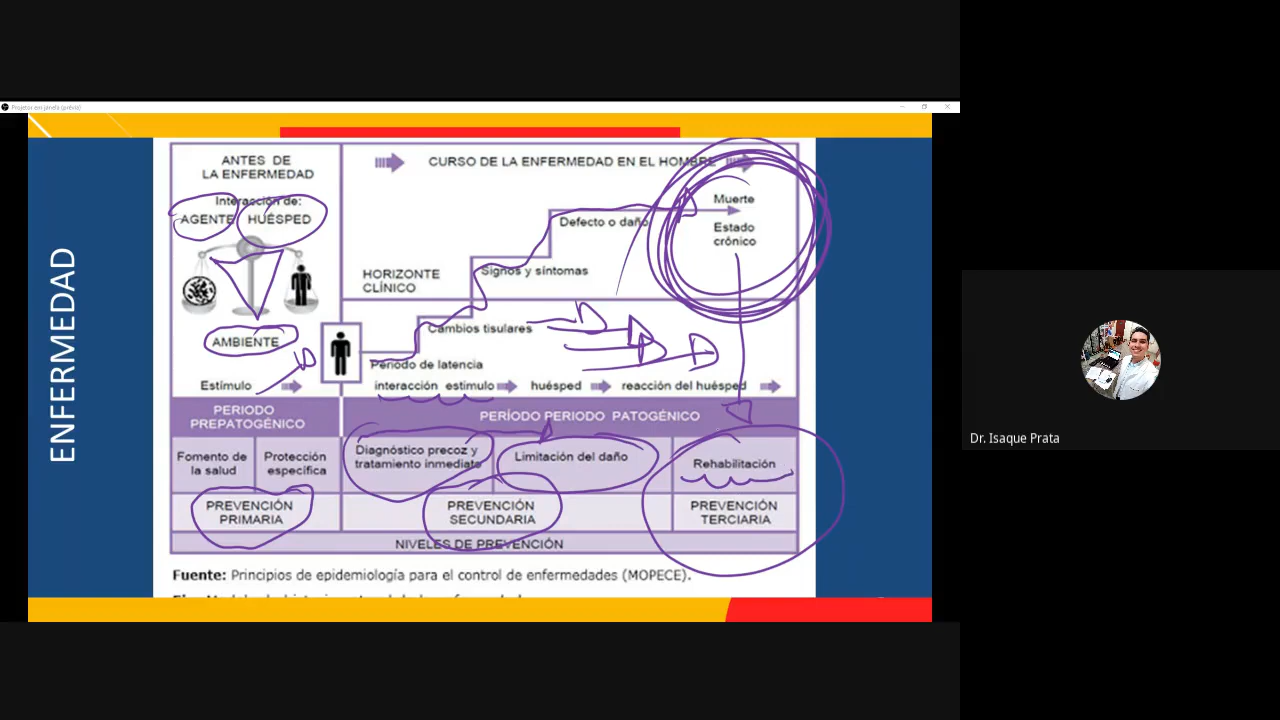 Projetor em janela (prévia)
ENFERMEDAD
ANTES DE
LA ENFERMEDAD
Interacción de:
AGENTE HUÉSPED
AMBIENTE
Estímulo
CURSO DE LA ENFERMEDAD EN EL HOMBRE
Muerte
Estado
crónico
Defecto o daño
Signos y síntomas
HORIZONTE
CLÍNICO
Cambios tisulares
Periodo de latencia
interacción estimulo huésped reacción del huésped
PERIODO
PREPATOGÉNICO
PERÍODO PERIODO PATOGÉNICO
Fomento de
la salud
Protección
específica
Diagnóstico precoz y
tratamiento inmediato
Limitación del daño
Rehabilitación
PREVENCIÓN
PRIMARIA
PREVENCIÓN
SECUNDARIA
PREVENCIÓN
TERCIARIA
NIVELES DE PREVENCIÓN
Fuente: Principios de epidemiología para el control de enfermedades (MOPECE).
Dr. Isaque Prata